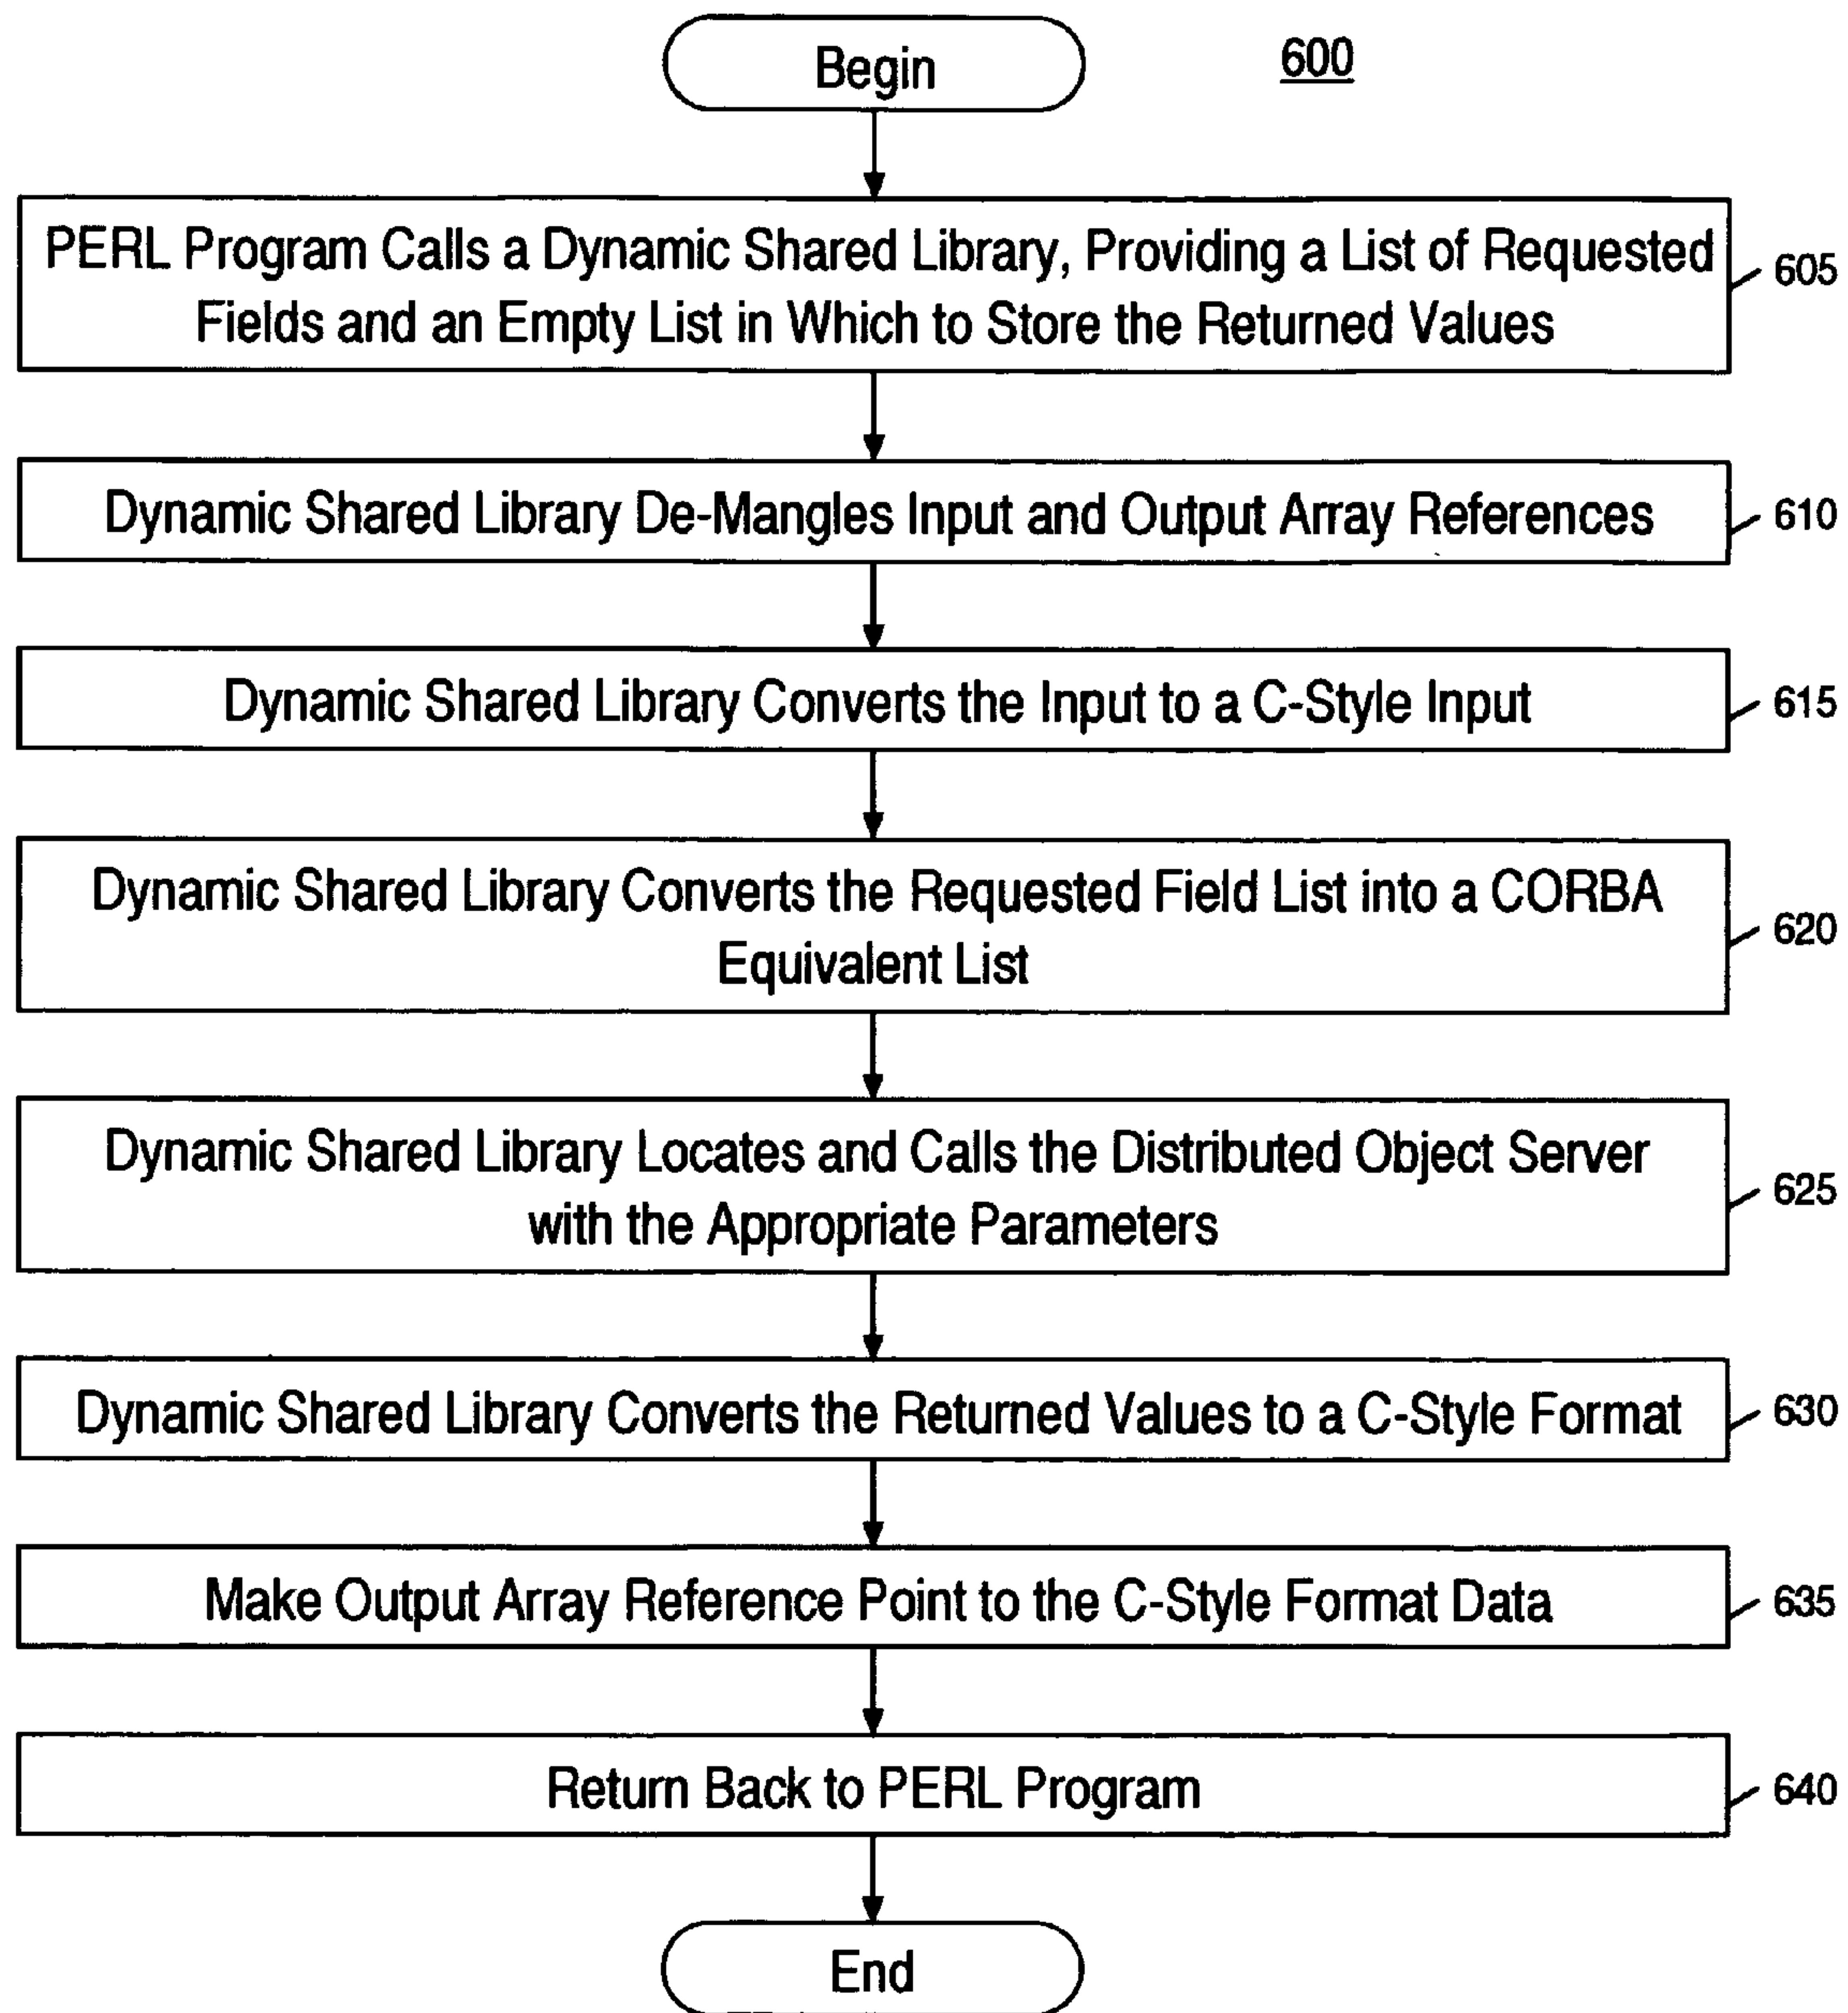 Begin
600
PERL Program Calls a Dynamic Shared Library, Providing a List of Requested
Fields and an Empty List in Which to Store the Returned Values
605
Dynamic Shared Library De-Mangles Input and Output Array References
610
Dynamic Shared Library Converts the Input to a C-Style Input
615
Dynamic Shared Library Converts the Requested Field List into a CORBA
Equivalent List
620
Dynamic Shared Library Locates and Calls the Distributed Object Server
with the Appropriate Parameters
625
Dynamic Shared Library Converts the Returned Values to a C-Style Format
630
Make Output Array Reference Point to the C-Style Format Data
635
Return Back to PERL Program
640
End